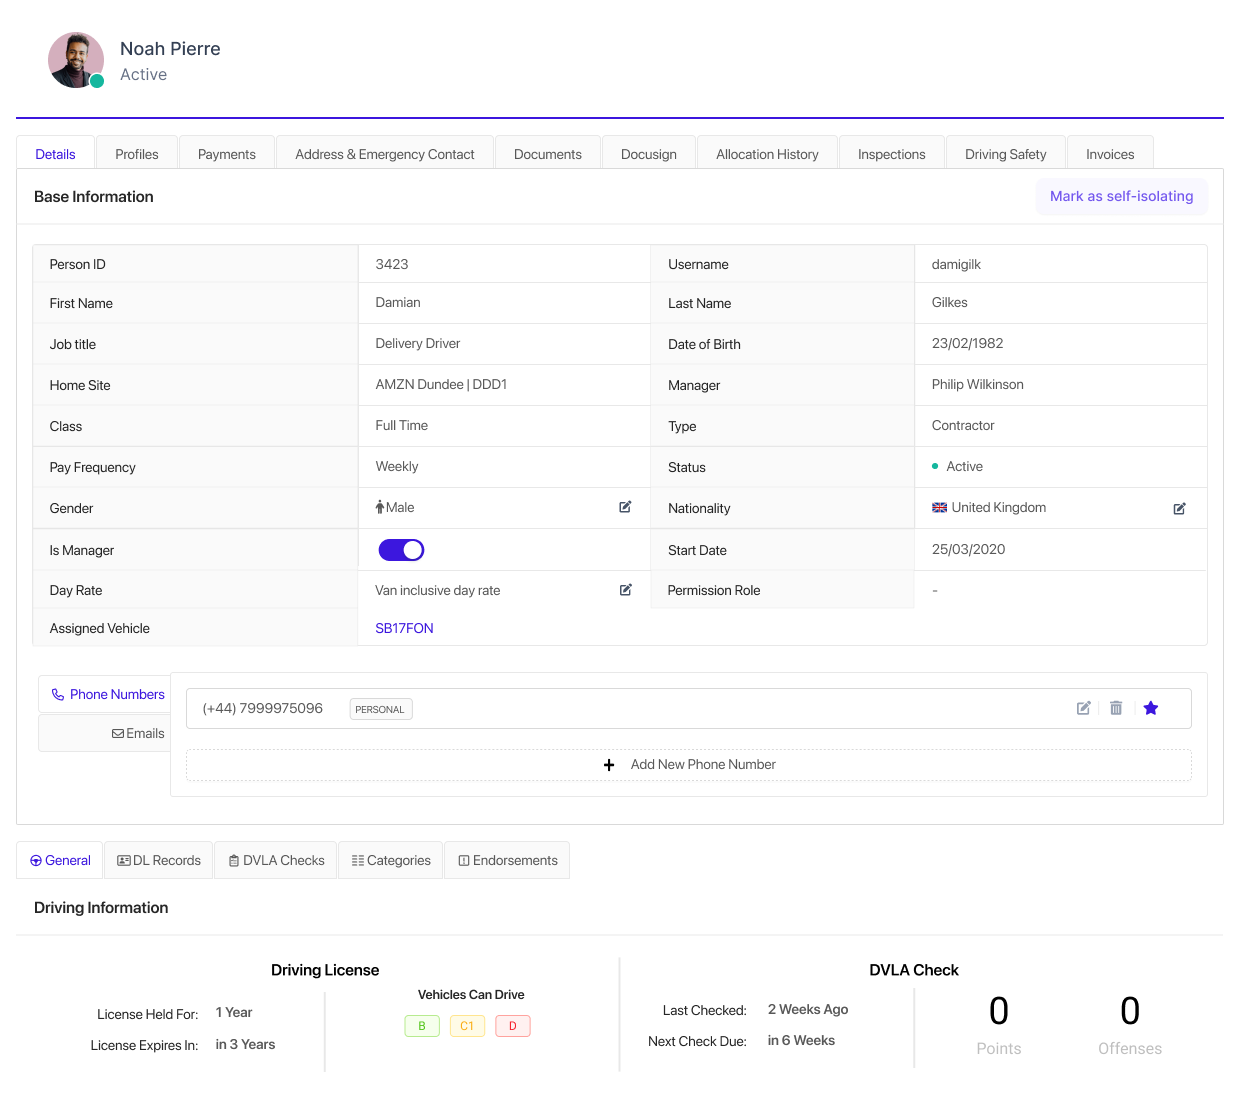 Noah Pierre
Active
Details Profiles Payments Address & Emergency Contact Documents Docusign Allocation History Inspections Driving Safety Invoices
Base Information Mark as self-isolating
Person ID 3423 Username damigilk
First Name Damian Last Name Gilkes
Job title Delivery Driver Date of Birth 23/02/1982
Home Site AMZN Dundee | DDD1 Manager Philip Wilkinson
Class Full Time Type Contractor
Pay Frequency Weekly Status Active
Gender Male Nationality United Kingdom
Is Manager Start Date 25/03/2020
Day Rate Van inclusive day rate Permission Role -
Assigned Vehicle SB17FON
Phone Numbers (+44) 7999975096 PERSONAL
Emails
Add New Phone Number
General DL Records DVLA Checks Categories Endorsements
Driving Information
Driving License
Vehicles Can Drive
License Held For: 1 Year
B C1 D
License Expires In: in 3 Years
DVLA Check
Last Checked: 2 Weeks Ago
Next Check Due: in 6 Weeks
0 0
Points Offenses